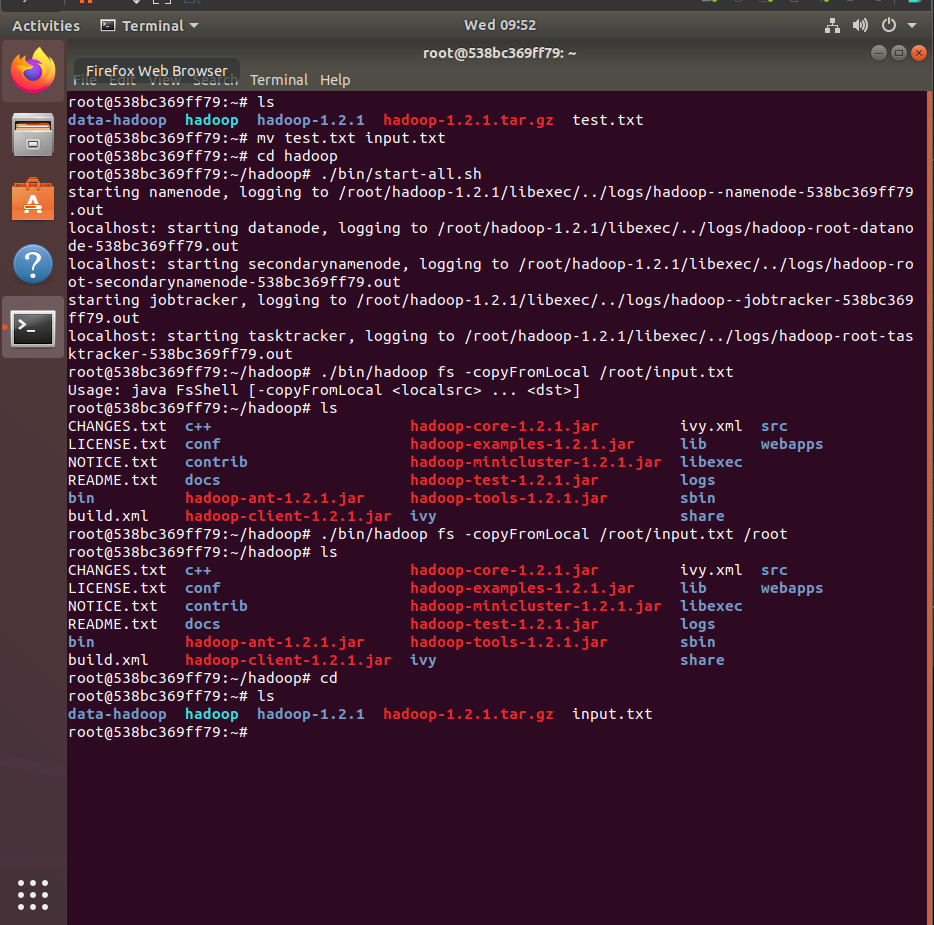 Activities Terminal Wed 09:52
root@538bc369ff79: ~
Firefox Web Browser
File Edit View Search Terminal Help
root@538bc369ff79:~# ls
data-hadoop hadoop hadoop-1.2.1 hadoop-1.2.1.tar.gz test.txt
root@538bc369ff79:~# mv test.txt input.txt
root@538bc369ff79:~# cd hadoop
root@538bc369ff79:~/hadoop# ./bin/start-all.sh
starting namenode, logging to /root/hadoop-1.2.1/libexec/../logs/hadoop--namenode-538bc369ff79
.out
localhost: starting datanode, logging to /root/hadoop-1.2.1/libexec/../logs/hadoop-root-datano
de-538bc369ff79.out
localhost: starting secondarynamenode, logging to /root/hadoop-1.2.1/libexec/../logs/hadoop-ro
ot-secondarynamenode-538bc369ff79.out
starting jobtracker, logging to /root/hadoop-1.2.1/libexec/../logs/hadoop--jobtracker-538bc369
ff79.out
localhost: starting tasktracker, logging to /root/hadoop-1.2.1/libexec/../logs/hadoop-root-tas
ktracker-538bc369ff79.out
root@538bc369ff79:~/hadoop# ./bin/hadoop fs -copyFromLocal /root/input.txt
Usage: java FsShell [-copyFromLocal <localsrc> ... <dst>]
root@538bc369ff79:~/hadoop# ls
CHANGES.txt c++ hadoop-core-1.2.1.jar ivy.xml src
LICENSE.txt conf hadoop-examples-1.2.1.jar lib webapps
NOTICE.txt contrib hadoop-minicluster-1.2.1.jar libexec
README.txt docs hadoop-test-1.2.1.jar logs
bin hadoop-ant-1.2.1.jar hadoop-tools-1.2.1.jar sbin
build.xml hadoop-client-1.2.1.jar ivy share
root@538bc369ff79:~/hadoop# ./bin/hadoop fs -copyFromLocal /root/input.txt /root
root@538bc369ff79:~/hadoop# ls
CHANGES.txt c++ hadoop-core-1.2.1.jar ivy.xml src
LICENSE.txt conf hadoop-examples-1.2.1.jar lib webapps
NOTICE.txt contrib hadoop-minicluster-1.2.1.jar libexec
README.txt docs hadoop-test-1.2.1.jar logs
bin hadoop-ant-1.2.1.jar hadoop-tools-1.2.1.jar sbin
build.xml hadoop-client-1.2.1.jar ivy share
root@538bc369ff79:~/hadoop# cd
root@538bc369ff79:~# ls
data-hadoop hadoop hadoop-1.2.1 hadoop-1.2.1.tar.gz input.txt
root@538bc369ff79:~#